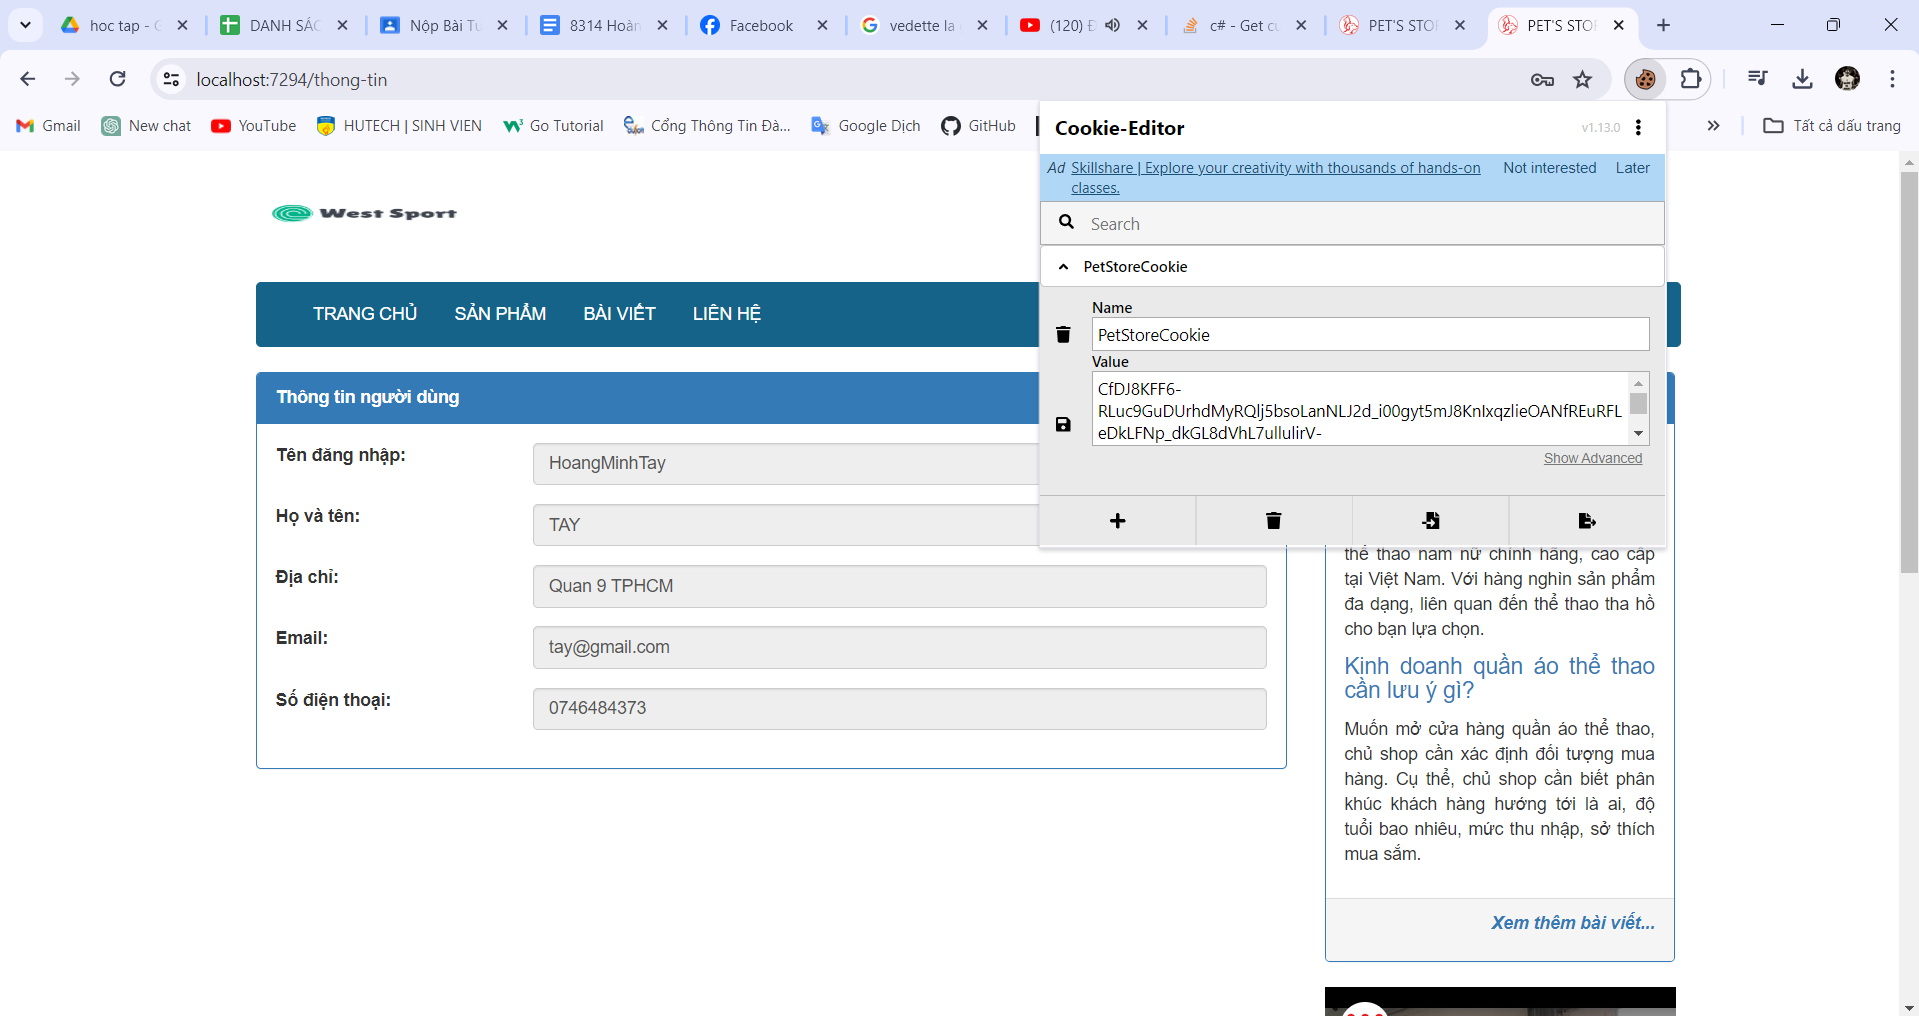 hoc tap - G
DANH SÁC
Nộp Bài Tu
8314 Hoàn
Facebook
vedette la
(120) Đ
c# - Get cu
PET'S STO
PET'S STO
localhost:7294/thong-tin
Gmail
New chat
YouTube
HUTECH | SINH VIEN
Go Tutorial
Cổng Thông Tin Đà...
Google Dịch
GitHub
Tất cả dấu trang
Cookie-Editor
v1.13.0
Ad Skillshare | Explore your creativity with thousands of hands-on
classes.
Not interested
Later
Search
PetStoreCookie
Name
PetStoreCookie
Value
CfDJ8KFF6-
RLuc9GuDUrhdMyRQlj5bsoLanNLJ2d_i00gyt5mJ8KnIxqzlieOANfREuRFL
eDkLFNp_dkGL8dVhL7ullulirV-
Show Advanced
West Sport
TRANG CHỦ
SẢN PHẨM
BÀI VIẾT
LIÊN HỆ
Thông tin người dùng
Tên đăng nhập:
HoangMinhTay
Họ và tên:
TAY
Địa chỉ:
Quan 9 TPHCM
Email:
tay@gmail.com
Số điện thoại:
0746484373
thể thao nam nữ chính hãng, cao cấp
tại Việt Nam. Với hàng nghìn sản phẩm
đa dạng, liên quan đến thể thao tha hồ
cho bạn lựa chọn.
Kinh doanh quần áo thể thao
cần lưu ý gì?
Muốn mở cửa hàng quần áo thể thao,
chủ shop cần xác định đối tượng mua
hàng. Cụ thể, chủ shop cần biết phân
khúc khách hàng hướng tới là ai, độ
tuổi bao nhiêu, mức thu nhập, sở thích
mua sắm.
Xem thêm bài viết...